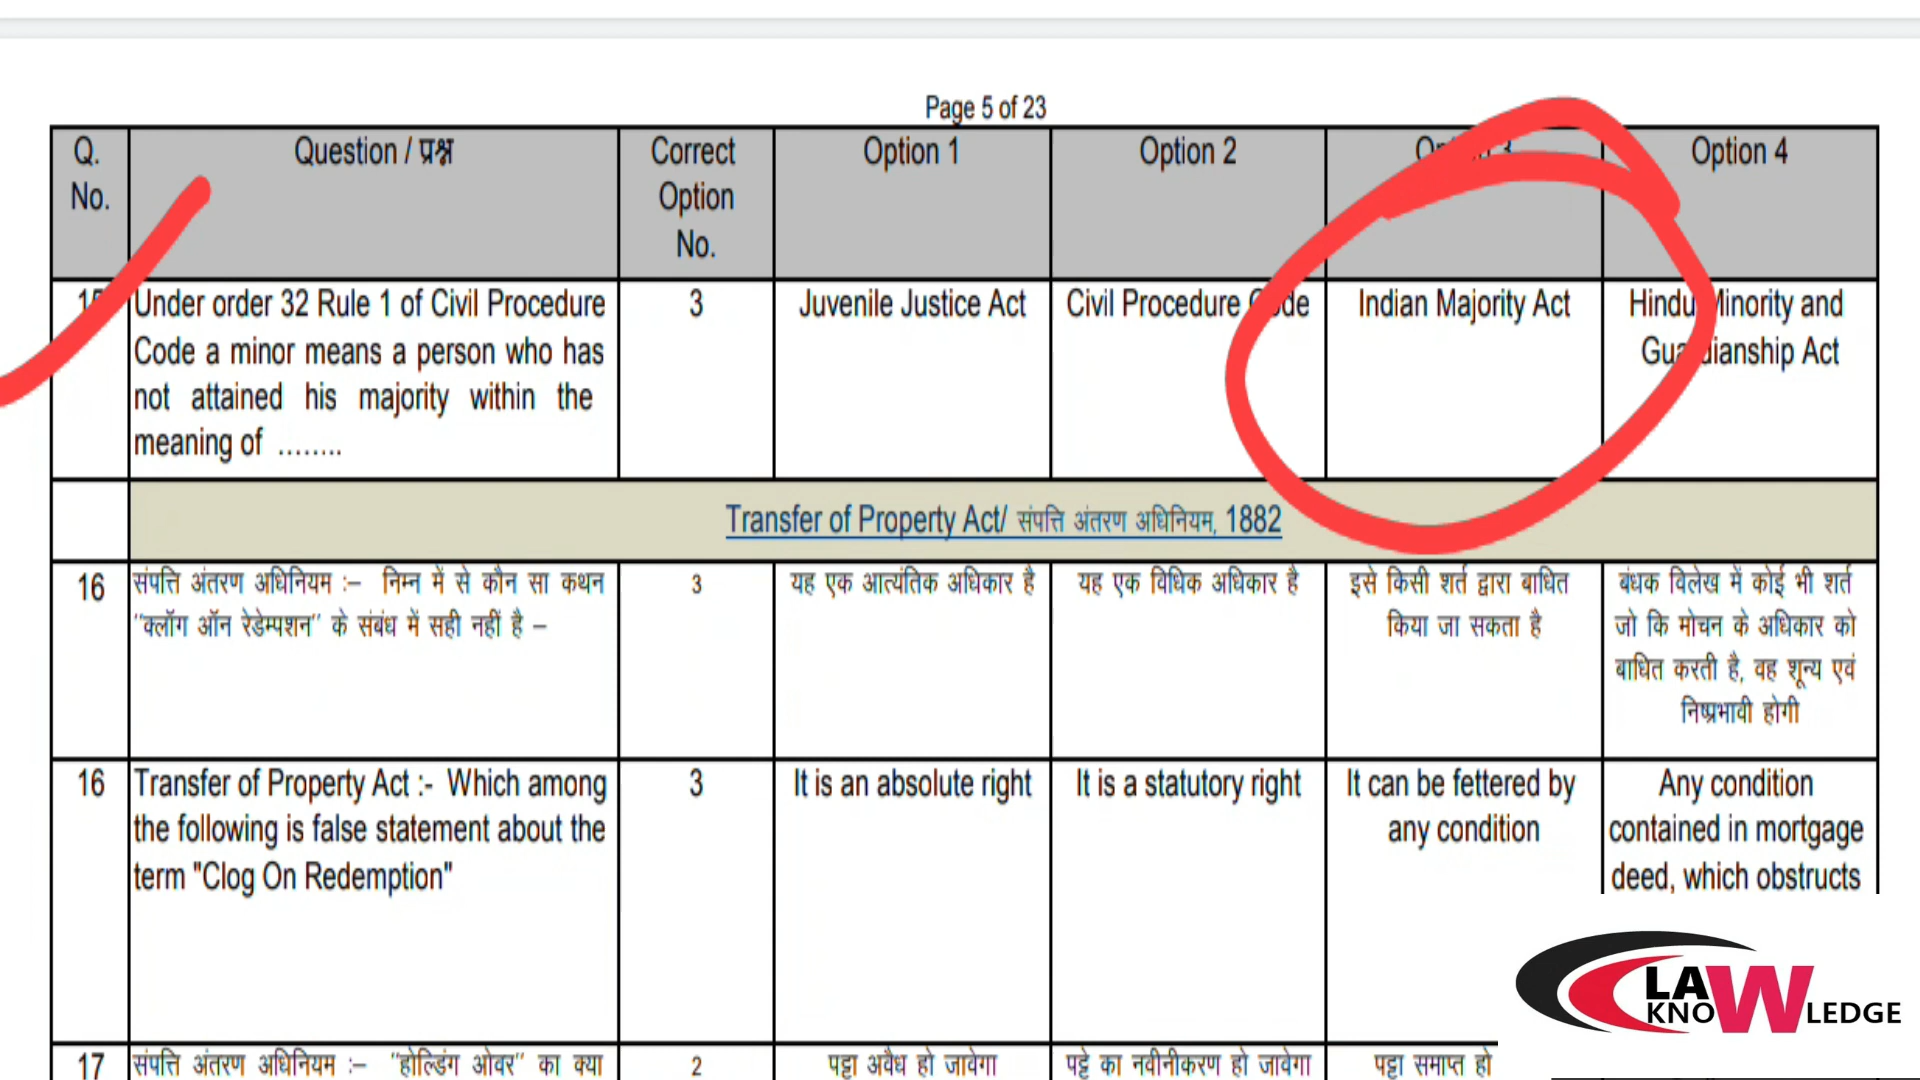 Page 5 of 23
Q. No.
Question / प्रश्न
Correct Option No.
Option 1
Option 2
Option 4
Under order 32 Rule 1 of Civil Procedure
Code a minor means a person who has
not attained his majority within the
meaning of ........
3
Juvenile Justice Act
Civil Procedure Code
Indian Majority Act
Hindu Minority and
Guardianship Act
Transfer of Property Act/ संपत्ति अंतरण अधिनियम, 1882
16
संपत्ति अंतरण अधिनियम :– निम्न में से कौन सा कथन
"क्लॉग ऑन रेडेम्पशन" के संबंध में सही नहीं है –
3
यह एक आत्यंतिक अधिकार है
यह एक विधिक अधिकार है
इसे किसी शर्त द्वारा बाधित
किया जा सकता है
बंधक विलेख में कोई भी शर्त
जो कि मोचन के अधिकार को
बाधित करती है, वह शून्य एवं
निष्प्रभावी होगी
16
Transfer of Property Act :- Which among
the following is false statement about the
term "Clog On Redemption"
3
It is an absolute right
It is a statutory right
It can be fettered by
any condition
Any condition
contained in mortgage
deed, which obstructs
17
संपत्ति अंतरण अधिनियम :– "होल्डिंग ओवर" का क्या
2
पट्टा अवैध हो जावेगा
पट्टे का नवीनीकरण हो जावेगा
पट्टा समाप्त हो
LAW
KNOWLEDGE